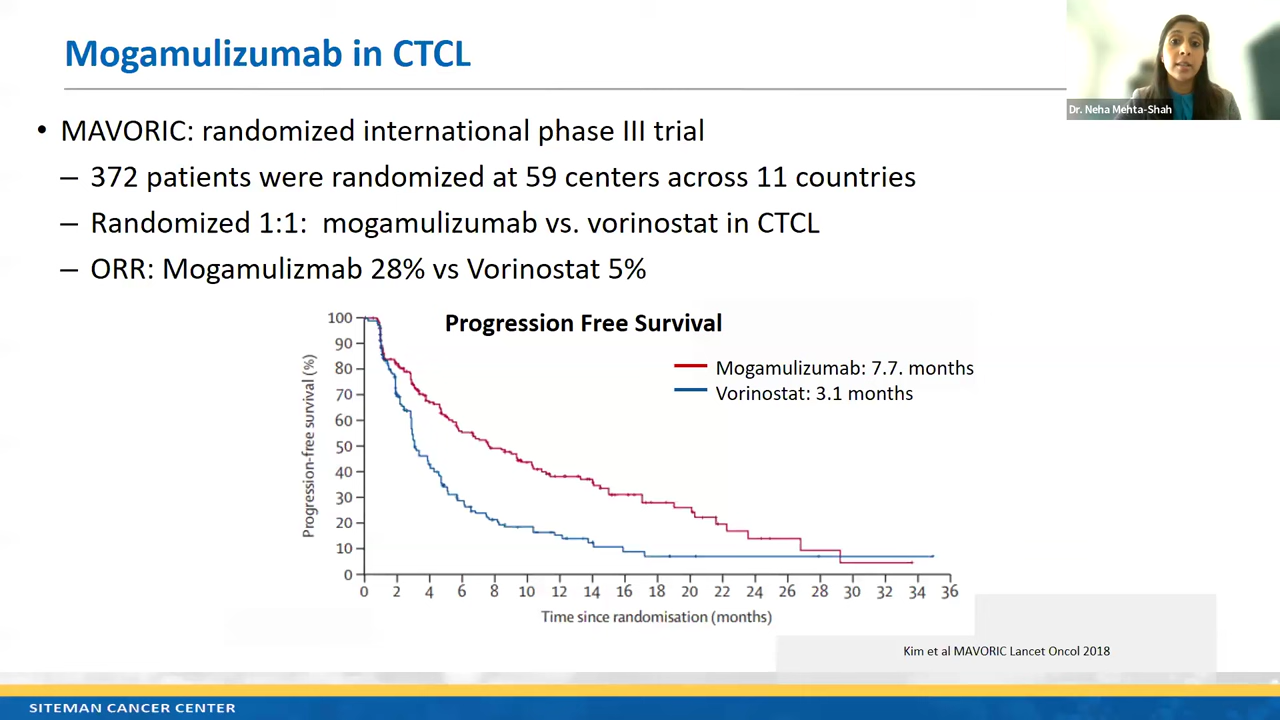 Mogamulizumab in CTCL
Dr. Neha Mehta-Shah
• MAVORIC: randomized international phase III trial
– 372 patients were randomized at 59 centers across 11 countries
– Randomized 1:1: mogamulizumab vs. vorinostat in CTCL
– ORR: Mogamulizmab 28% vs Vorinostat 5%
Progression Free Survival
Mogamulizumab: 7.7. months
Vorinostat: 3.1 months
Progression-free survival (%)
100
90
80
70
60
50
40
30
20
10
0
0 2 4 6 8 10 12 14 16 18 20 22 24 26 28 30 32 34 36
Time since randomisation (months)
Kim et al MAVORIC Lancet Oncol 2018
SITEMAN CANCER CENTER